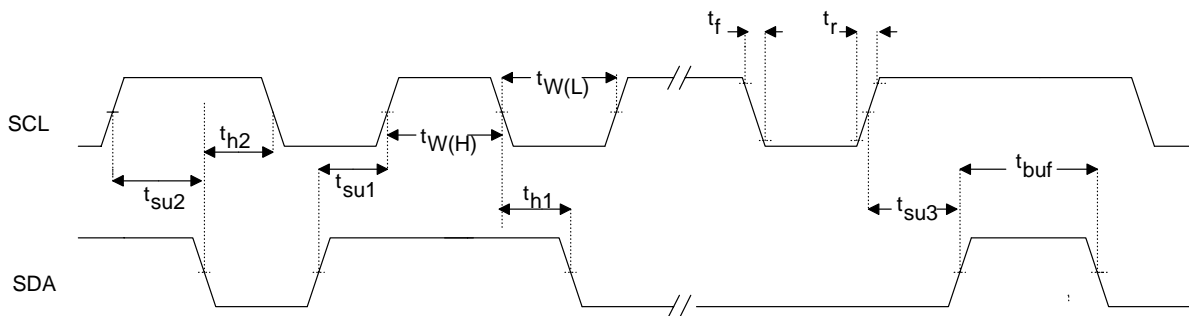 t_f
t_r
t_W(L)
SCL
t_h2
t_W(H)
t_su2
t_su1
t_h1
t_su3
t_buf
SDA